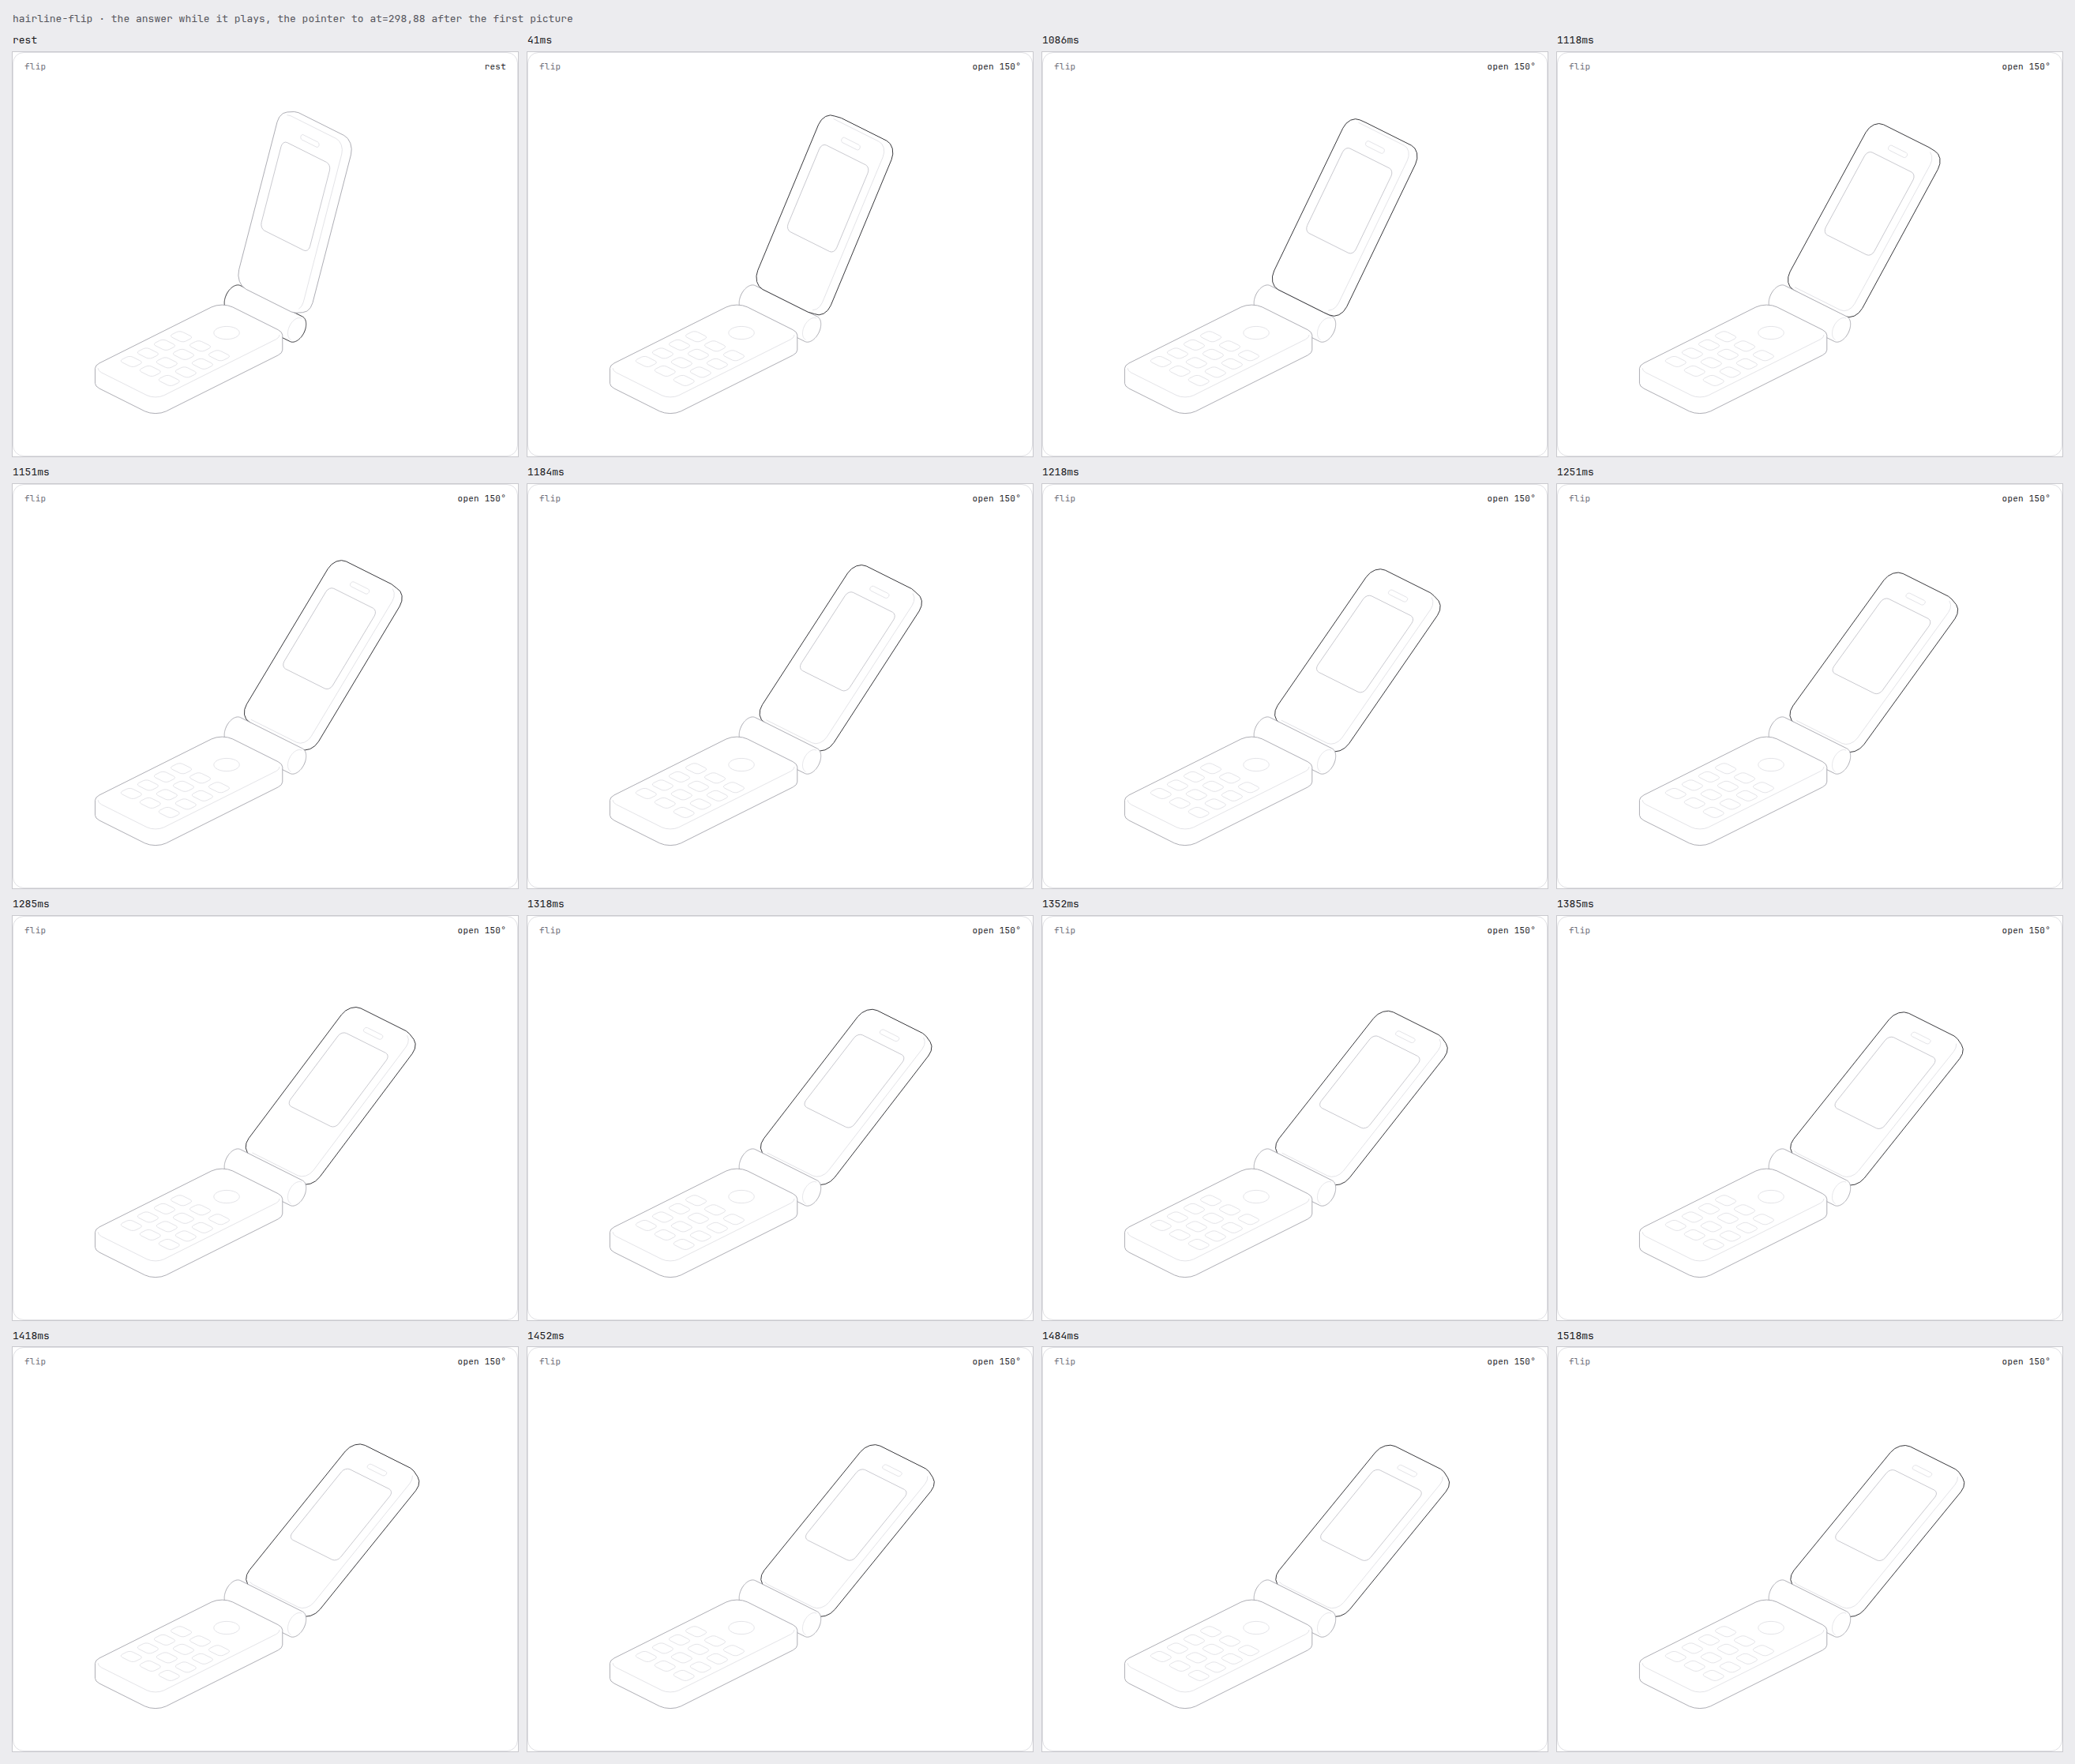 hairline-flip · the answer while it plays, the pointer to at=298,88 after the first picture
rest 41ms 1086ms 1118ms
flip rest flip open 150° flip open 150° flip open 150°
1151ms 1184ms 1218ms 1251ms
flip open 150° flip open 150° flip open 150° flip open 150°
1285ms 1318ms 1352ms 1385ms
flip open 150° flip open 150° flip open 150° flip open 150°
1418ms 1452ms 1484ms 1518ms
flip open 150° flip open 150° flip open 150° flip open 150°